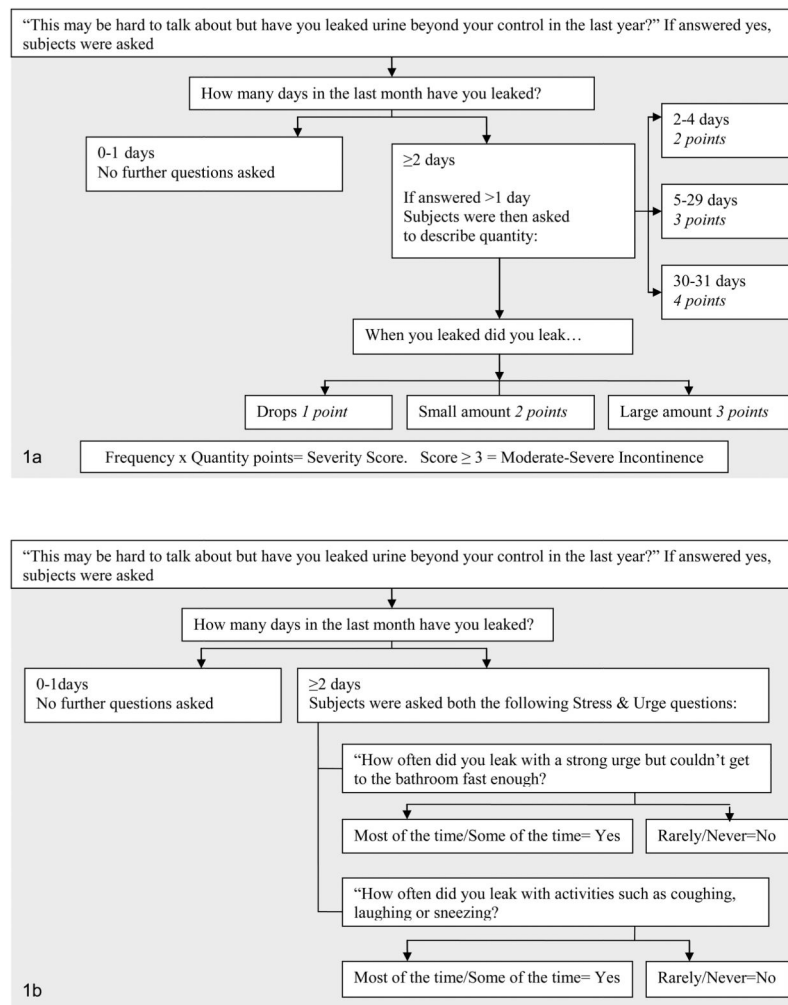 “This may be hard to talk about but have you leaked urine beyond your control in the last year?” If answered yes,
subjects were asked
How many days in the last month have you leaked?
0-1 days
No further questions asked
≥2 days
If answered >1 day
Subjects were then asked
to describe quantity:
2-4 days
2 points
5-29 days
3 points
30-31 days
4 points
When you leaked did you leak…
Drops 1 point
Small amount 2 points
Large amount 3 points
1a
Frequency x Quantity points= Severity Score. Score ≥ 3 = Moderate-Severe Incontinence
“This may be hard to talk about but have you leaked urine beyond your control in the last year?” If answered yes,
subjects were asked
How many days in the last month have you leaked?
0-1days
No further questions asked
≥2 days
Subjects were asked both the following Stress & Urge questions:
“How often did you leak with a strong urge but couldn’t get
to the bathroom fast enough?
Most of the time/Some of the time= Yes
Rarely/Never=No
“How often did you leak with activities such as coughing,
laughing or sneezing?
Most of the time/Some of the time= Yes
Rarely/Never=No
1b